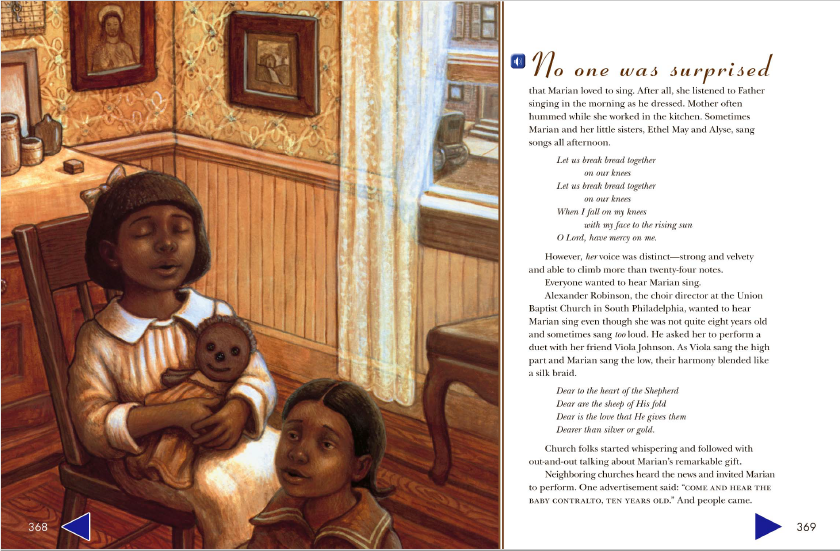 No one was surprised
that Marian loved to sing. After all, she listened to Father
singing in the morning as he dressed. Mother often
hummed while she worked in the kitchen. Sometimes
Marian and her little sisters, Ethel May and Alyse, sang
songs all afternoon.
Let us break bread together
on our knees
Let us break bread together
on our knees
When I fall on my knees
with my face to the rising sun
O Lord, have mercy on me.
However, her voice was distinct—strong and velvety
and able to climb more than twenty-four notes.
Everyone wanted to hear Marian sing.
Alexander Robinson, the choir director at the Union
Baptist Church in South Philadelphia, wanted to hear
Marian sing even though she was not quite eight years old
and sometimes sang too loud. He asked her to perform a
duet with her friend Viola Johnson. As Viola sang the high
part and Marian sang the low, their harmony blended like
a silk braid.
Dear to the heart of the Shepherd
Dear are the sheep of His fold
Dear is the love that He gives them
Dearer than silver or gold.
Church folks started whispering and followed with
out-and-out talking about Marian's remarkable gift.
Neighboring churches heard the news and invited Marian
to perform. One advertisement said: "COME AND HEAR THE
BABY CONTRALTO, TEN YEARS OLD." And people came.
368
369